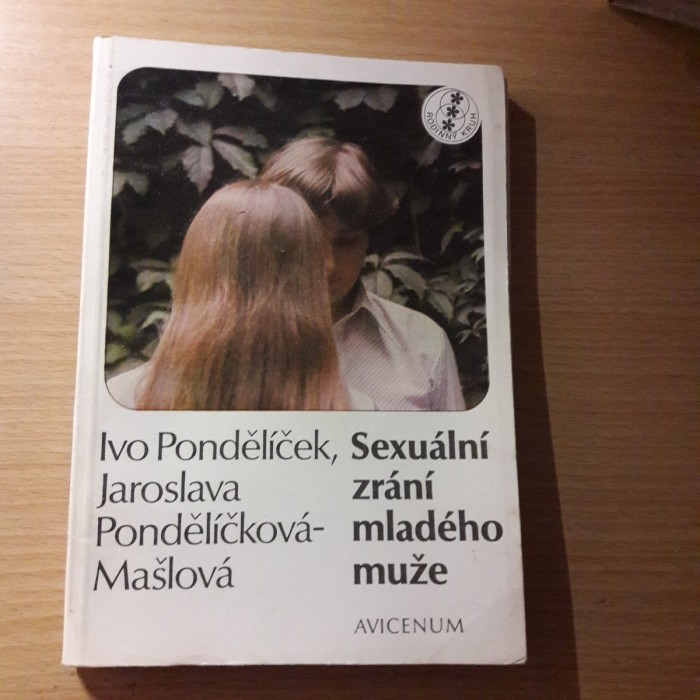 RODINNÝ KRUH
Ivo Pondělíček,
Jaroslava
Pondělíčková-
Mašlová
Sexuální
zrání
mladého
muže
AVICENUM